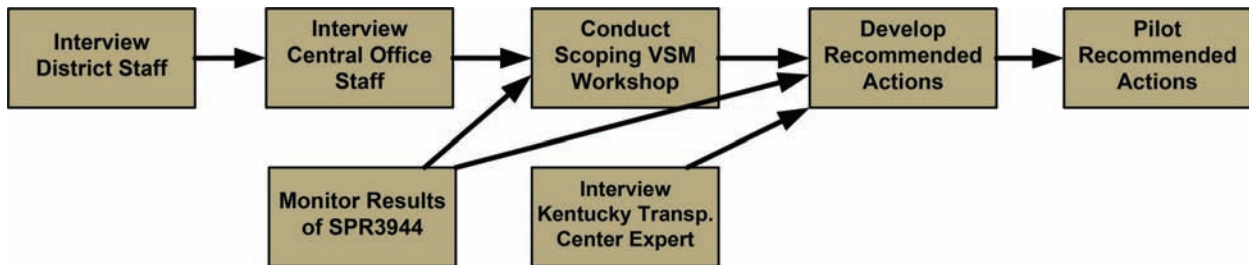 Interview
District Staff
Interview
Central Office
Staff
Conduct
Scoping VSM
Workshop
Develop
Recommended
Actions
Pilot
Recommended
Actions
Monitor Results
of SPR3944
Interview
Kentucky Transp.
Center Expert